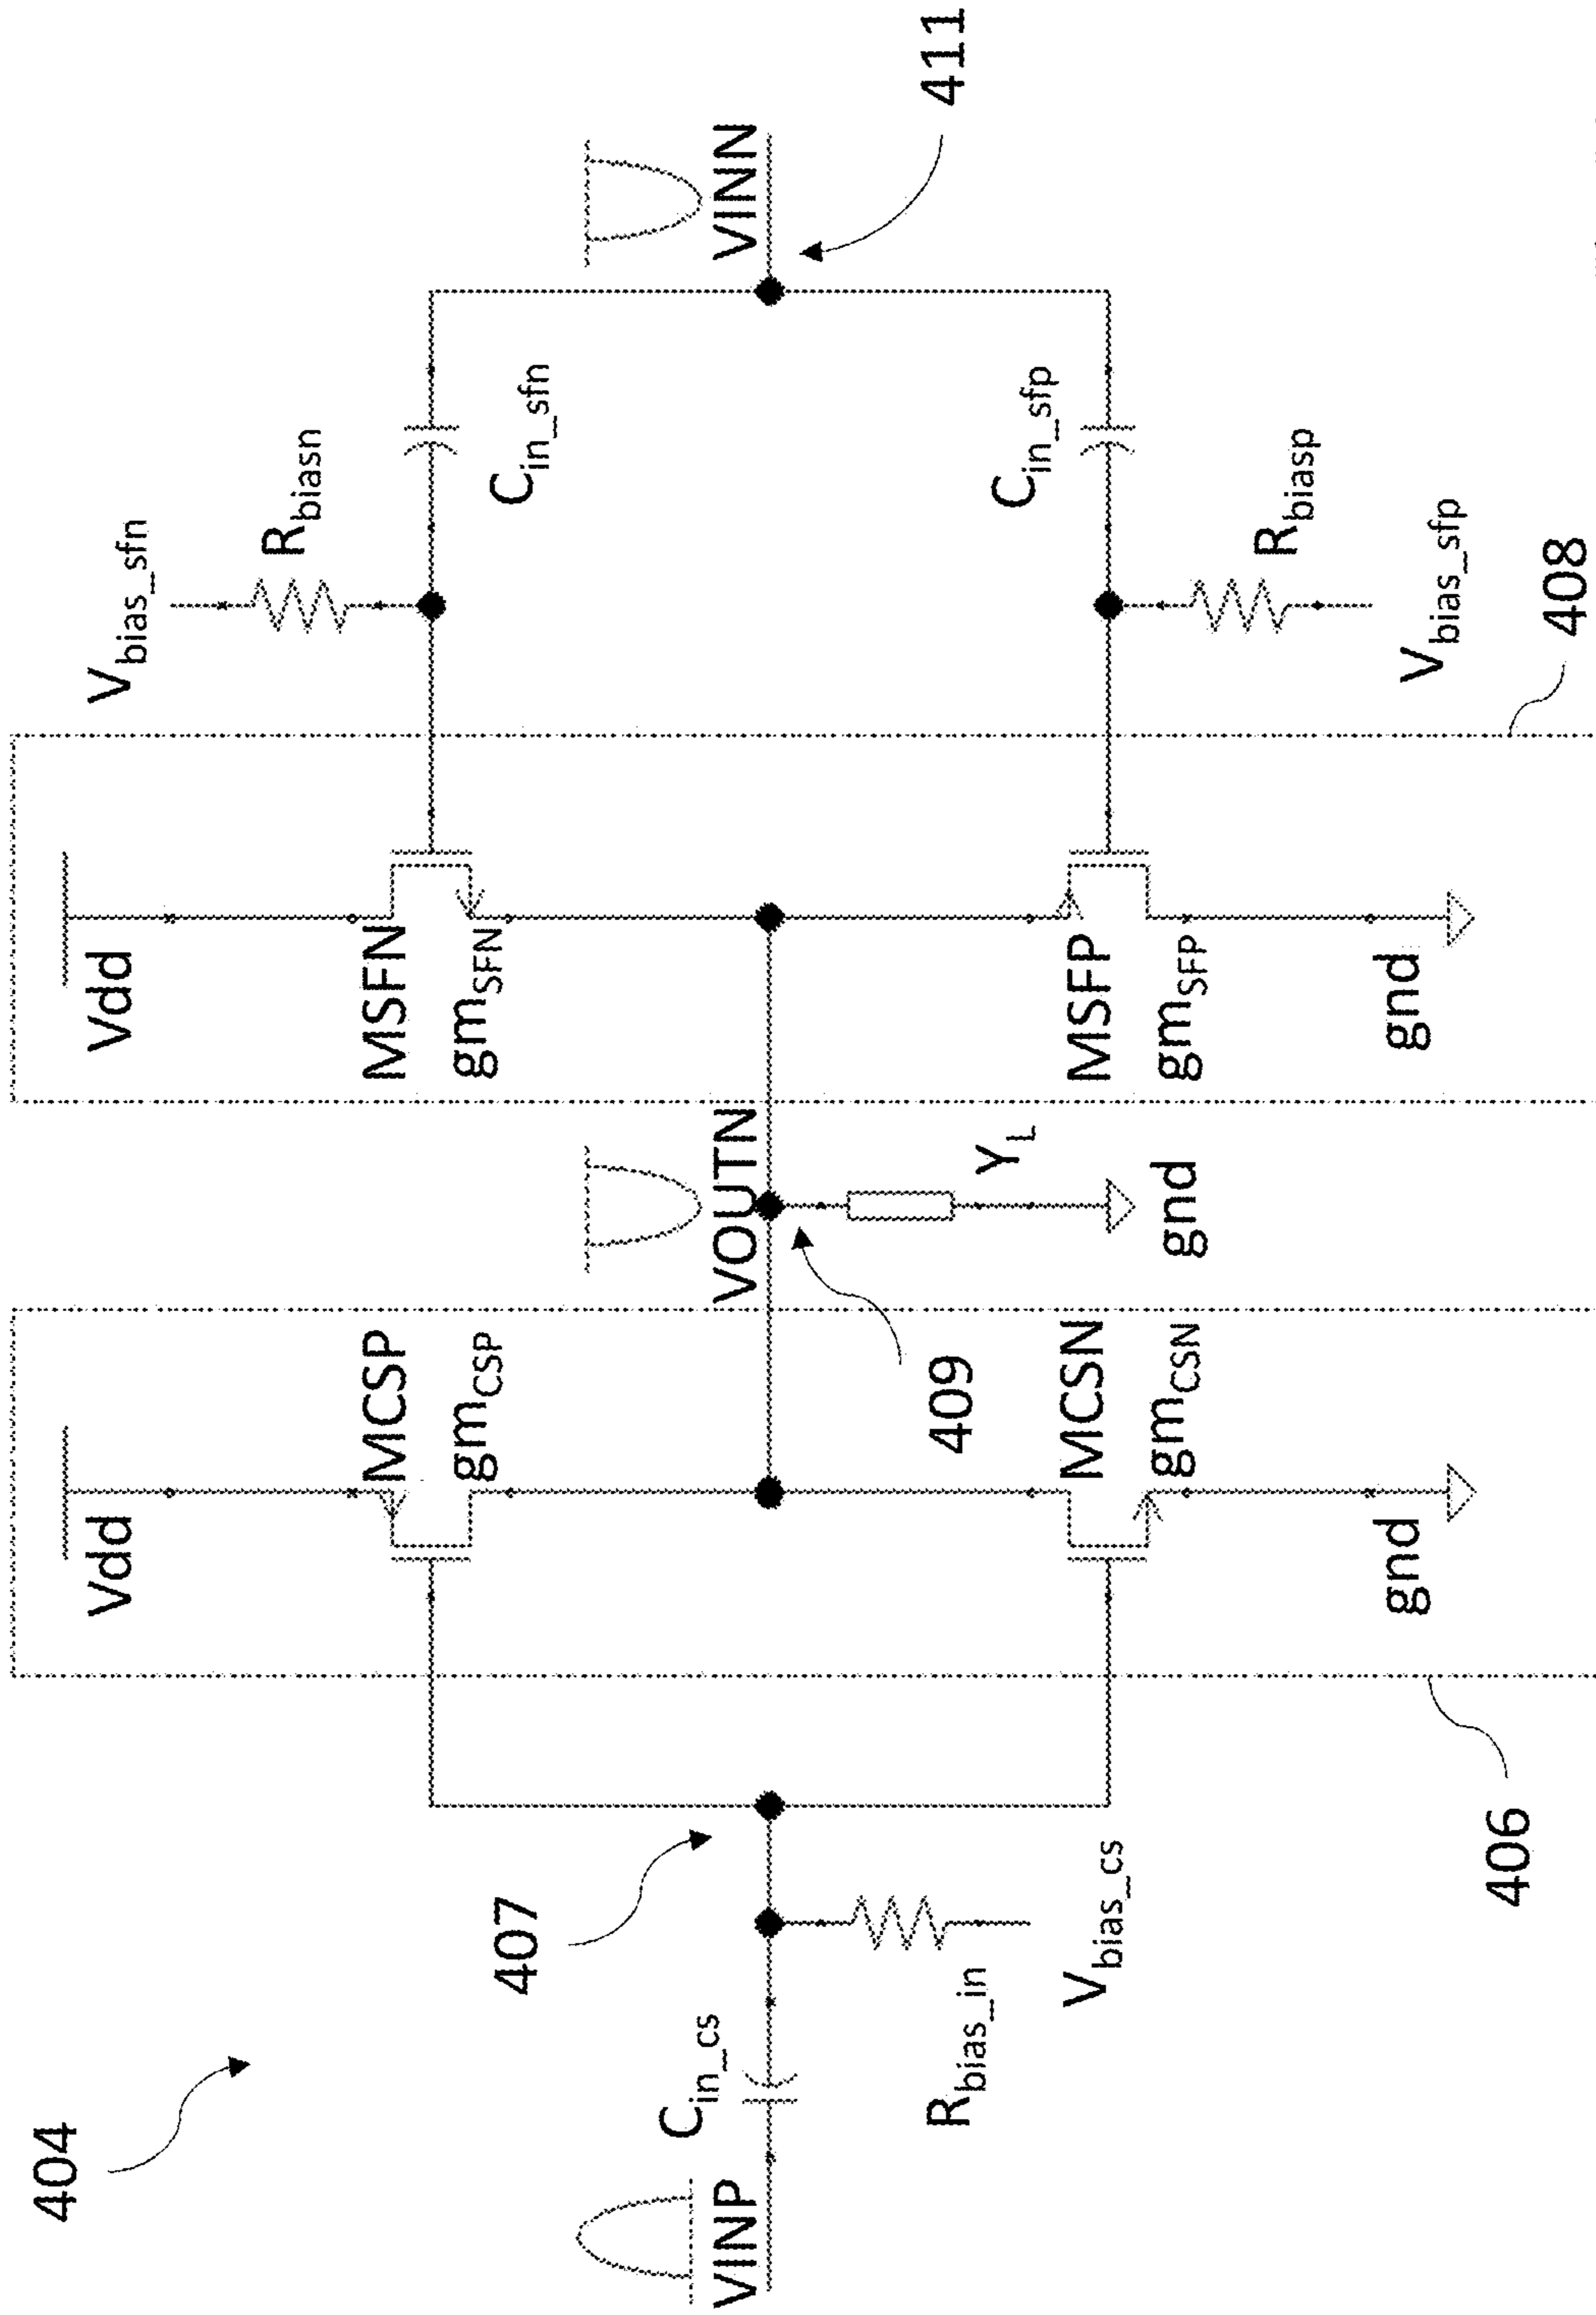 404
VINP
C_in_cs
R_bias_in
V_bias_cs
407
406
Vdd
MCSP
gm_CSP
MCSN
gm_CSN
gnd
409
VOUTN
Y_L
gnd
Vdd
MSFN
gm_SFN
MSFP
gm_SFP
gnd
408
V_bias_sfn
R_biasn
C_in_sfn
C_in_sfp
R_biasp
V_bias_sfp
VINN
411